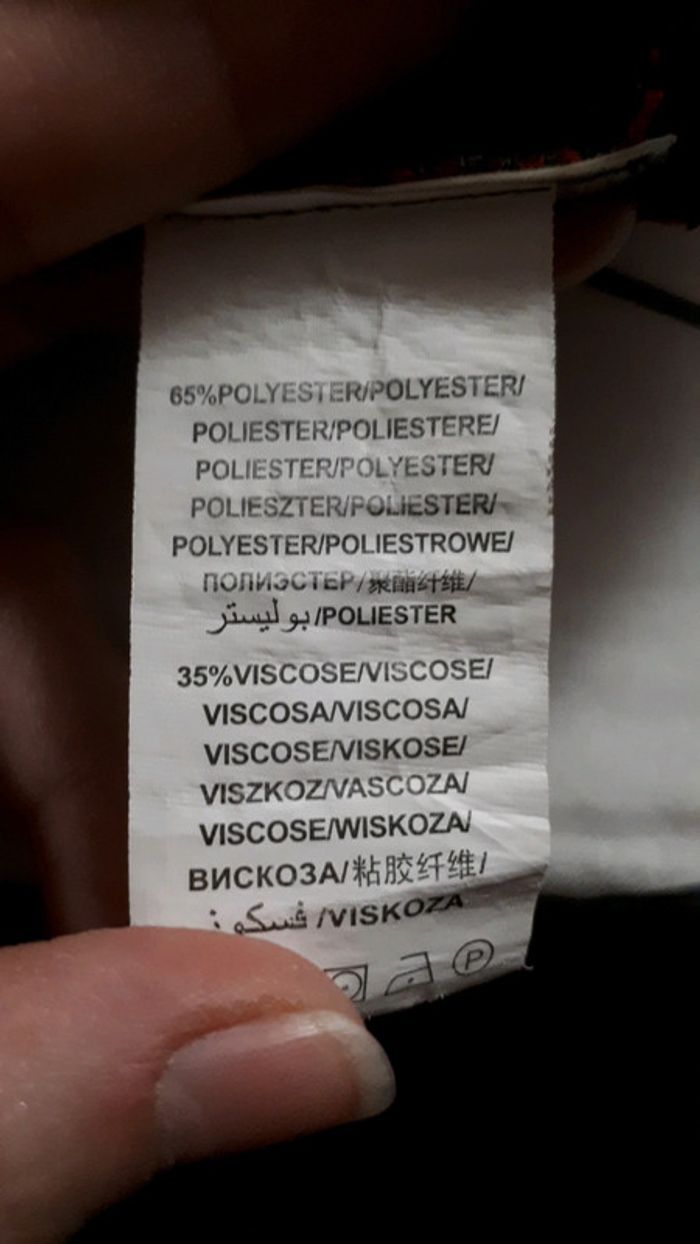 65%POLYESTER/POLYESTER/
POLIESTER/POLIESTERE/
POLIESTER/POLYESTER/
POLIESZTER/POLIESTER/
POLYESTER/POLIESTROWE/
ПОЛИЭСТЕР/聚酯纤维/
بوليستر/POLIESTER
35%VISCOSE/VISCOSE/
VISCOSA/VISCOSA/
VISCOSE/VISKOSE/
VISZKOZ/VASCOZA/
VISCOSE/WISKOZA/
ВИСКОЗА/粘胶纤维/
/VISKOZA
P